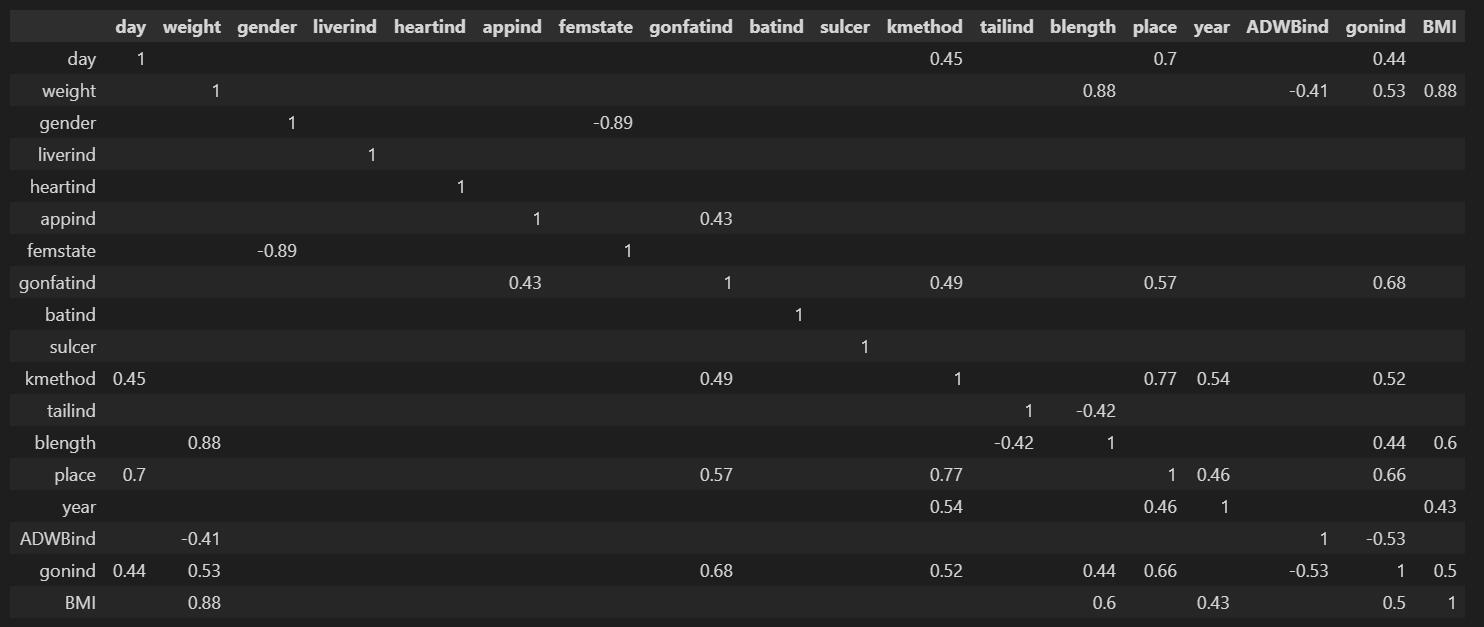 day weight gender liverind heartind appind femstate gonfatind batind sulcer kmethod tailind blength place year ADWBind gonind BMI
day 1 0.45 0.7 0.44
weight 1 0.88 -0.41 0.53 0.88
gender 1 -0.89
liverind 1
heartind 1
appind 1 0.43
femstate -0.89 1
gonfatind 0.43 1 0.49 0.57 0.68
batind 1
sulcer 1
kmethod 0.45 0.49 1 0.77 0.54 0.52
tailind 1 -0.42
blength 0.88 -0.42 1 0.44 0.6
place 0.7 0.57 0.77 1 0.46 0.66
year 0.54 0.46 1 0.43
ADWBind -0.41 1 -0.53
gonind 0.44 0.53 0.68 0.52 0.44 0.66 -0.53 1 0.5
BMI 0.88 0.6 0.43 0.5 1